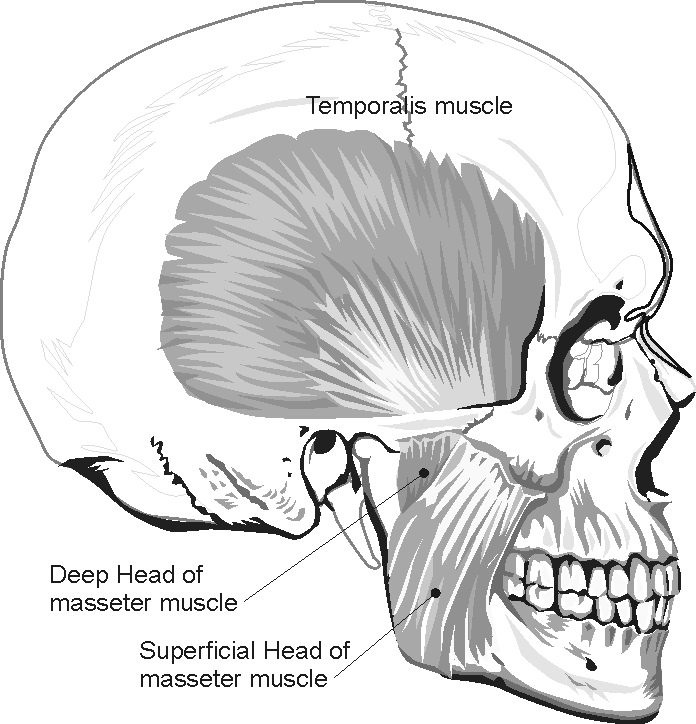 Temporalis muscle
Deep Head of
masseter muscle
Superficial Head of
masseter muscle